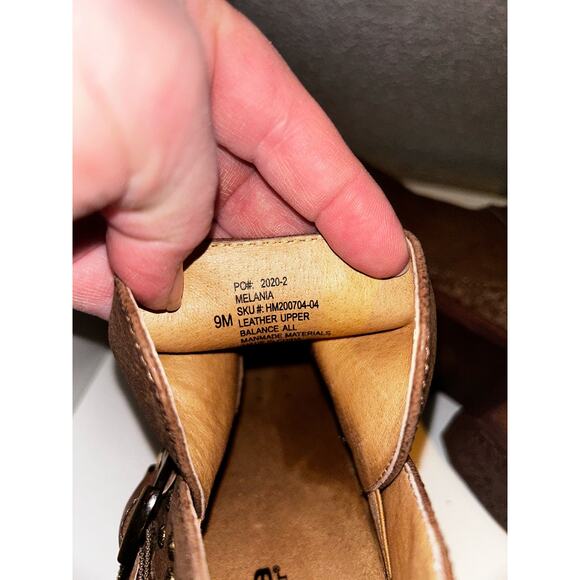 PO#: 2020-2
MELANIA
SKU #: HM200704-04
9M LEATHER UPPER
BALANCE ALL
MANMADE MATERIALS